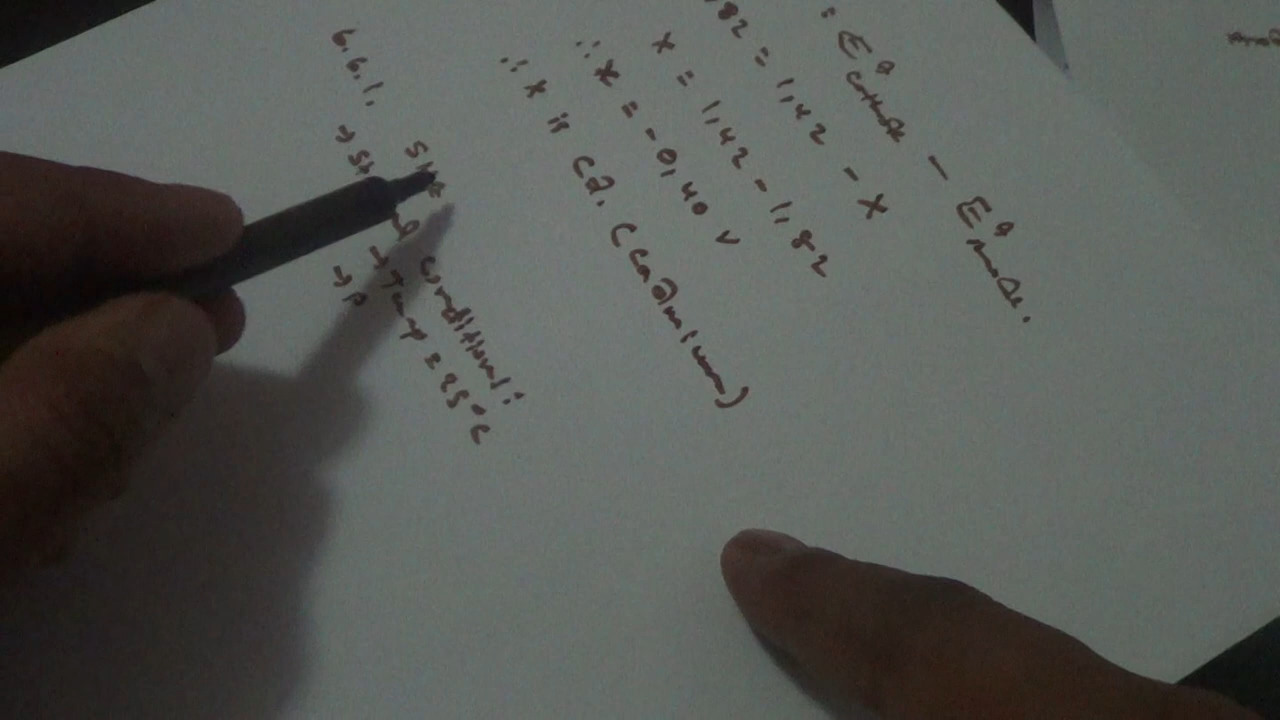 = E° cathode - E° anode.
,82 = 1,42 - x
x = 1,42 - 1,82
∴ x = -0,40 V
∴ x is Cd. (Cadmium)
6.6.1.
conditions:
→ Temp = 25°C
→ P